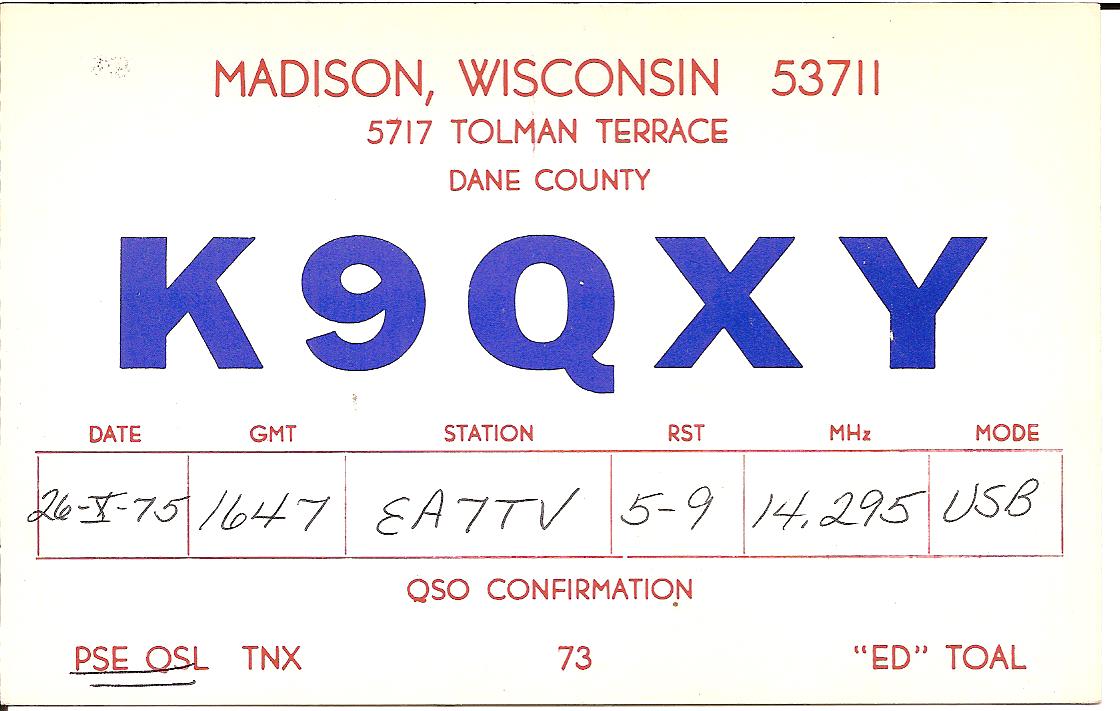 MADISON, WISCONSIN 53711
5717 TOLMAN TERRACE
DANE COUNTY
K9QXY
DATE GMT STATION RST MHz MODE
26-X-75 1647 EA7TV 5-9 14.295 USB
QSO CONFIRMATION
PSE QSL TNX 73 "ED" TOAL